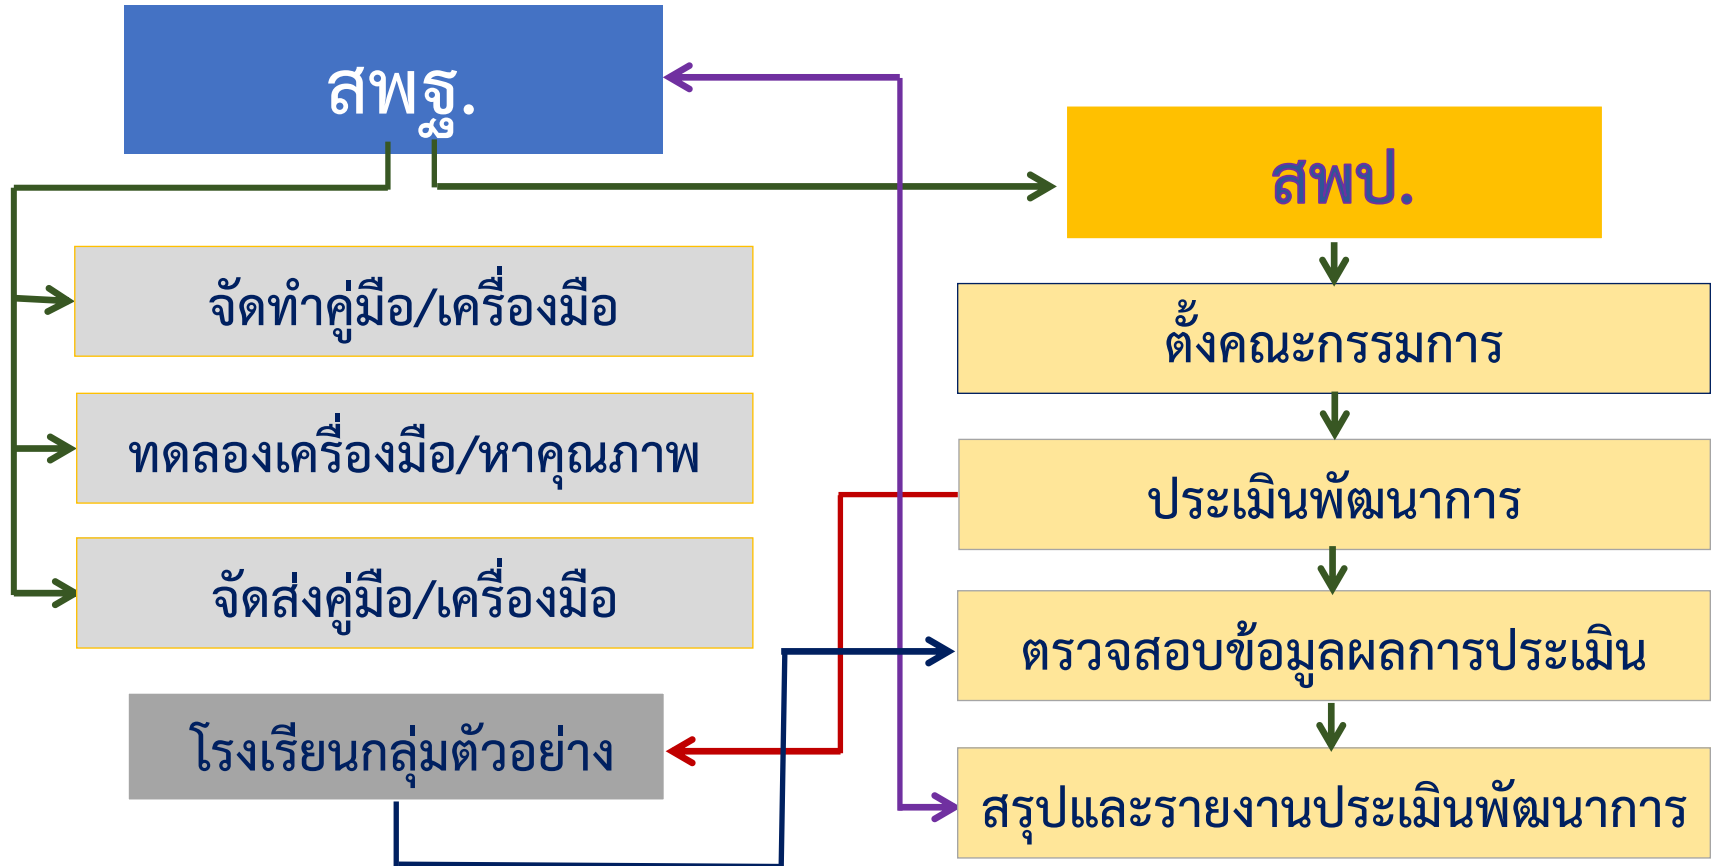 สพฐ.
สพป.
จัดทำคู่มือ/เครื่องมือ
ทดลองเครื่องมือ/หาคุณภาพ
จัดส่งคู่มือ/เครื่องมือ
โรงเรียนกลุ่มตัวอย่าง
ตั้งคณะกรรมการ
ประเมินพัฒนาการ
ตรวจสอบข้อมูลผลการประเมิน
สรุปและรายงานประเมินพัฒนาการ